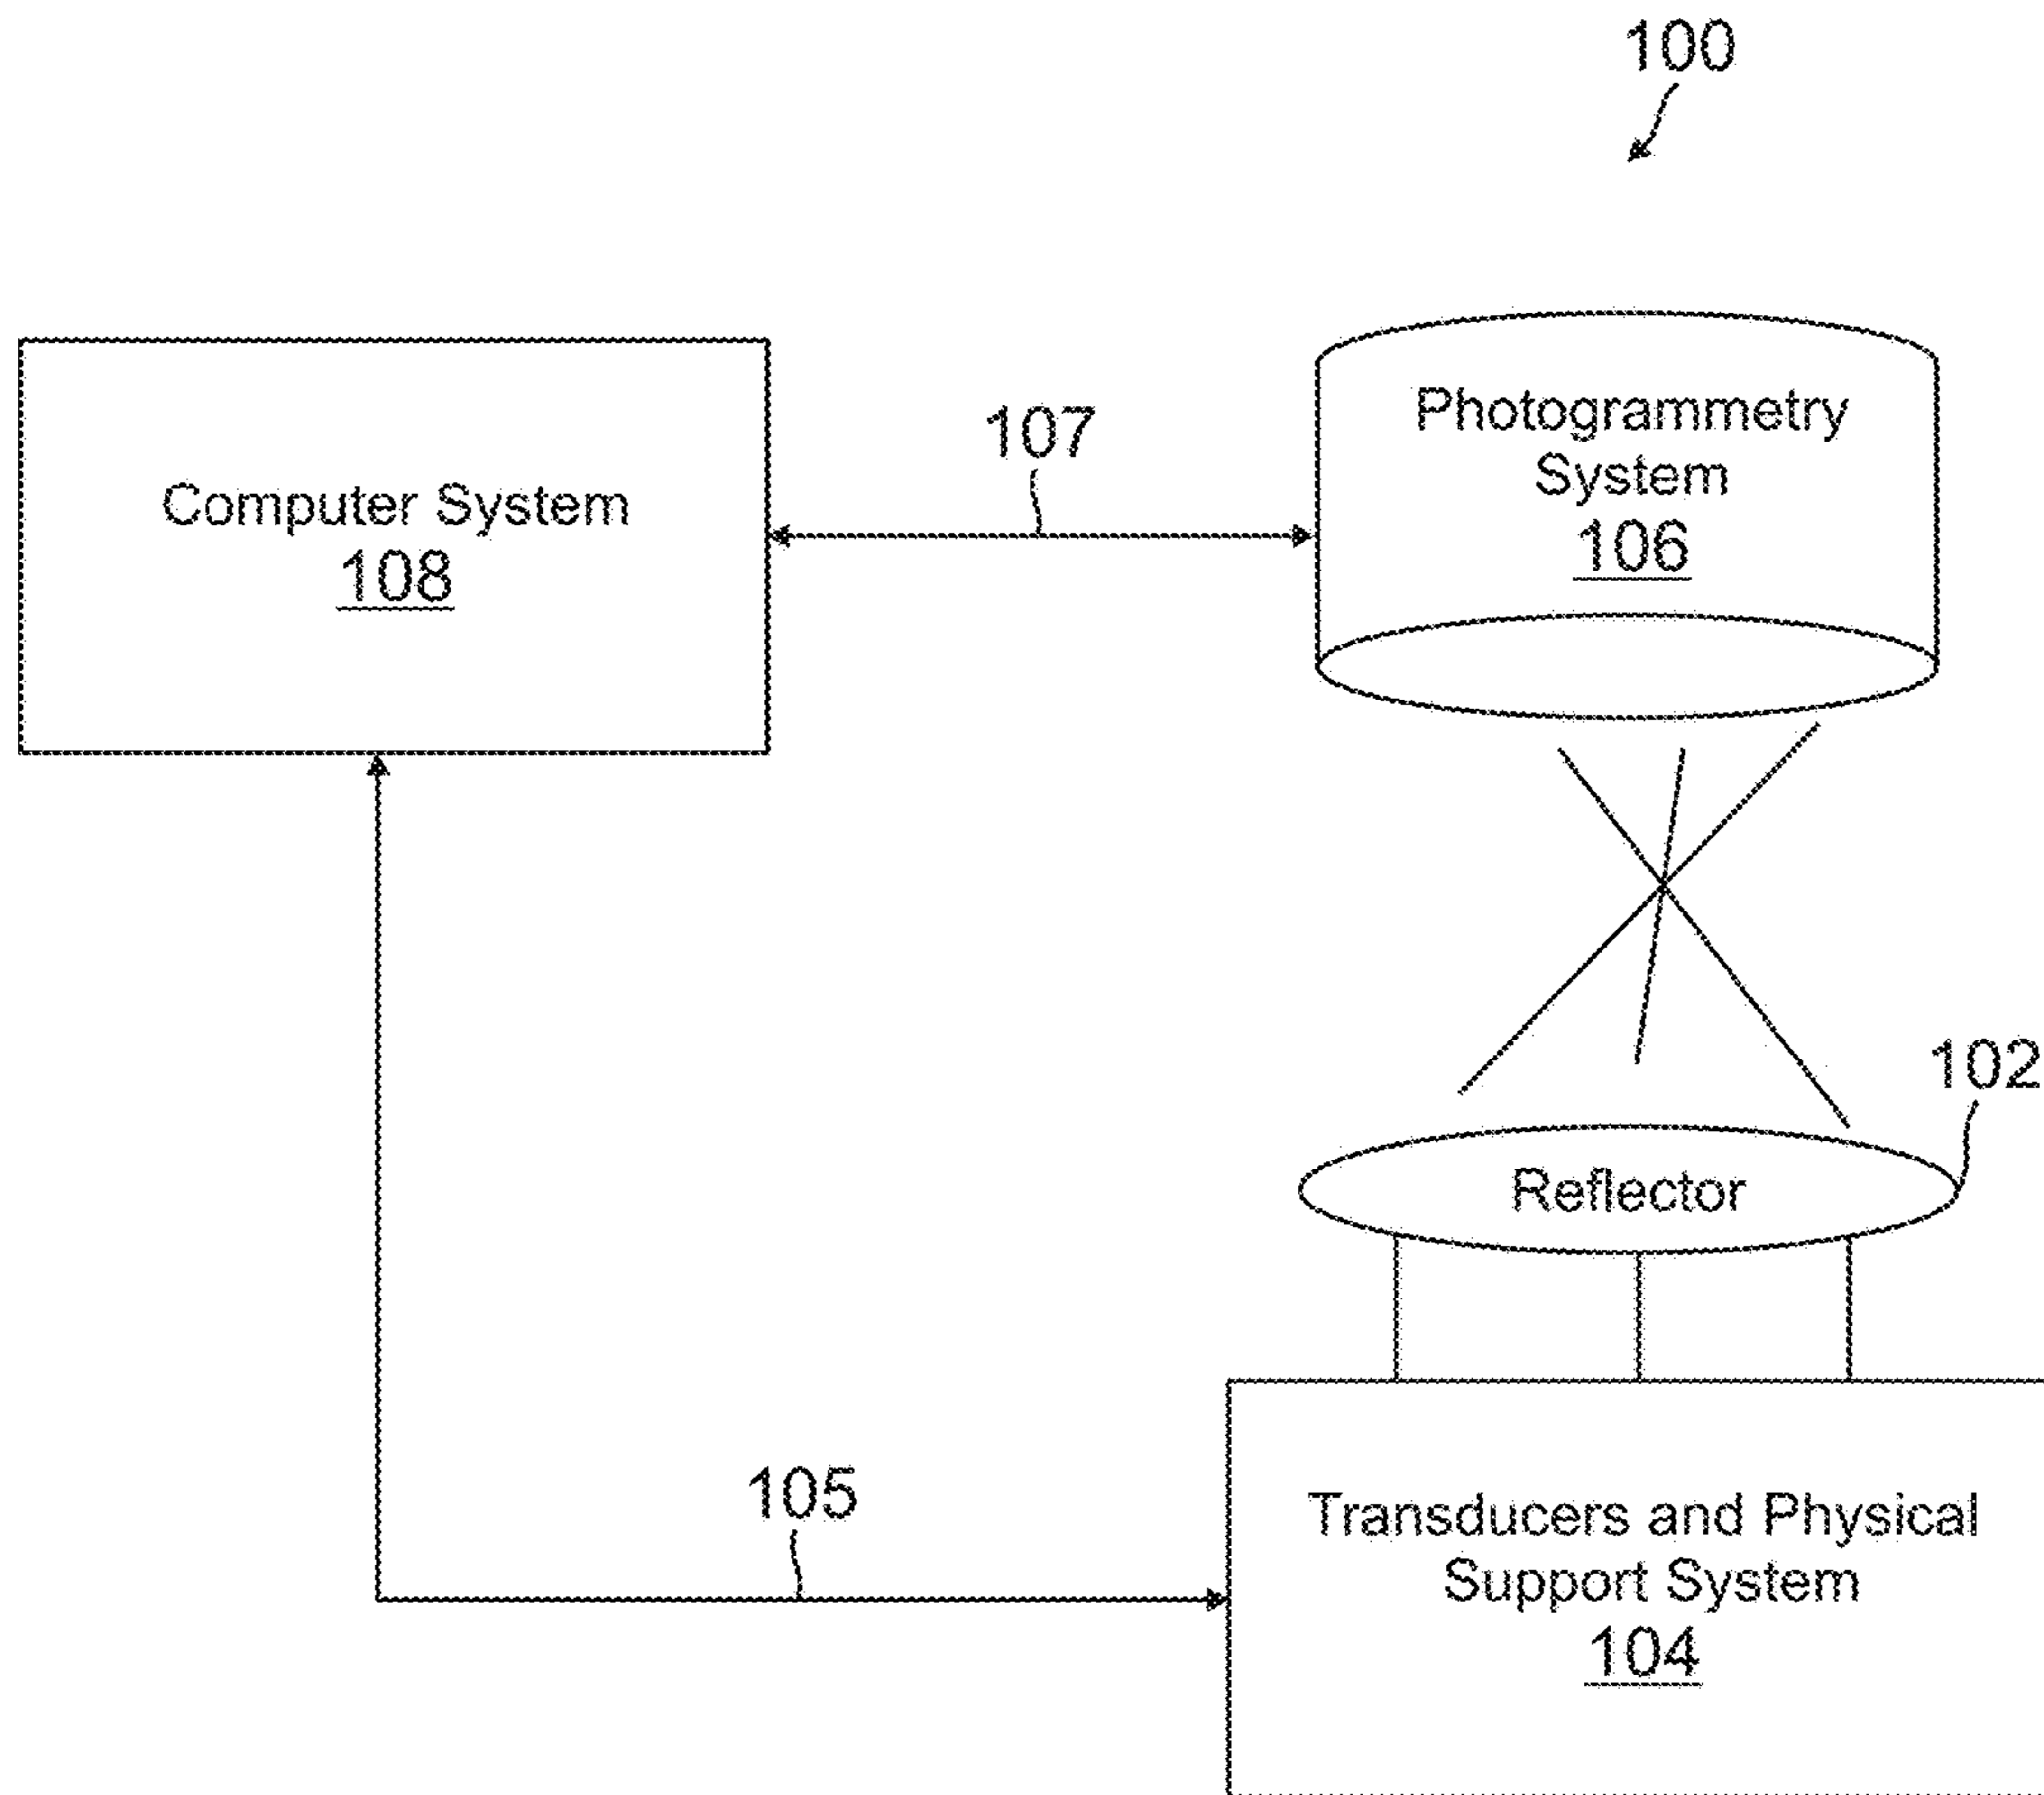 100
Photogrammetry
System
106
107
Computer System
108
102
Reflector
105
Transducers and Physical
Support System
104